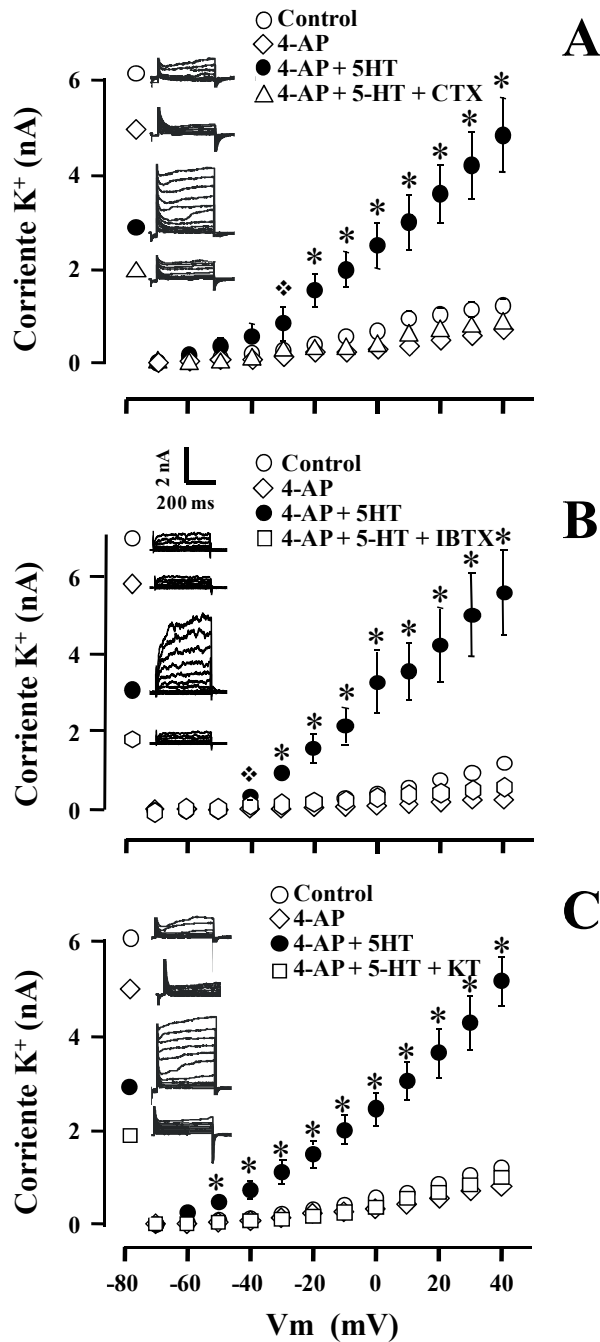 Control
4-AP
4-AP + 5HT
4-AP + 5-HT + CTX
A
Corriente K⁺ (nA)
6
4
2
0
* * * * * * * *
2 nA
200 ms
Control
4-AP
4-AP + 5HT
4-AP + 5-HT + IBTX
B
Corriente K⁺ (nA)
6
4
2
0
* * * * * * * *
Control
4-AP
4-AP + 5HT
4-AP + 5-HT + KT
C
Corriente K⁺ (nA)
6
4
2
0
* * * * * * * * * *
-80 -60 -40 -20 0 20 40
Vm (mV)